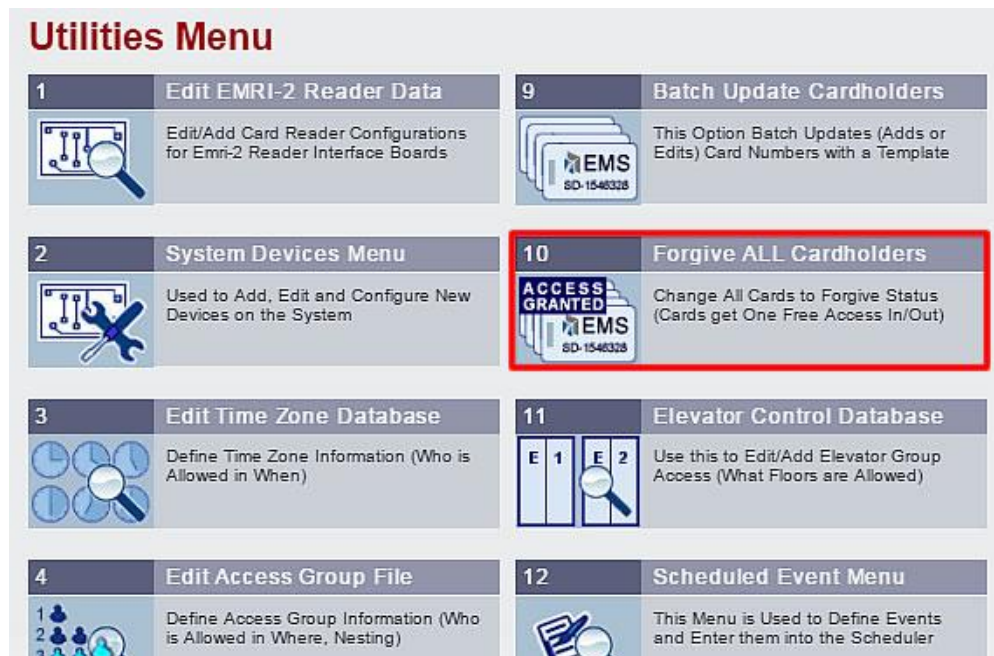 Utilities Menu
1 Edit EMRI-2 Reader Data
Edit/Add Card Reader Configurations
for Emri-2 Reader Interface Boards
9 Batch Update Cardholders
EMS
SD-1546328
This Option Batch Updates (Adds or
Edits) Card Numbers with a Template
2 System Devices Menu
Used to Add, Edit and Configure New
Devices on the System
10 Forgive ALL Cardholders
ACCESS
GRANTED
EMS
SD-1546328
Change All Cards to Forgive Status
(Cards get One Free Access In/Out)
3 Edit Time Zone Database
Define Time Zone Information (Who is
Allowed in When)
11 Elevator Control Database
E 1 E 2
Use this to Edit/Add Elevator Group
Access (What Floors are Allowed)
4 Edit Access Group File
1
2
3
Define Access Group Information (Who
is Allowed in Where, Nesting)
12 Scheduled Event Menu
This Menu is Used to Define Events
and Enter them into the Scheduler